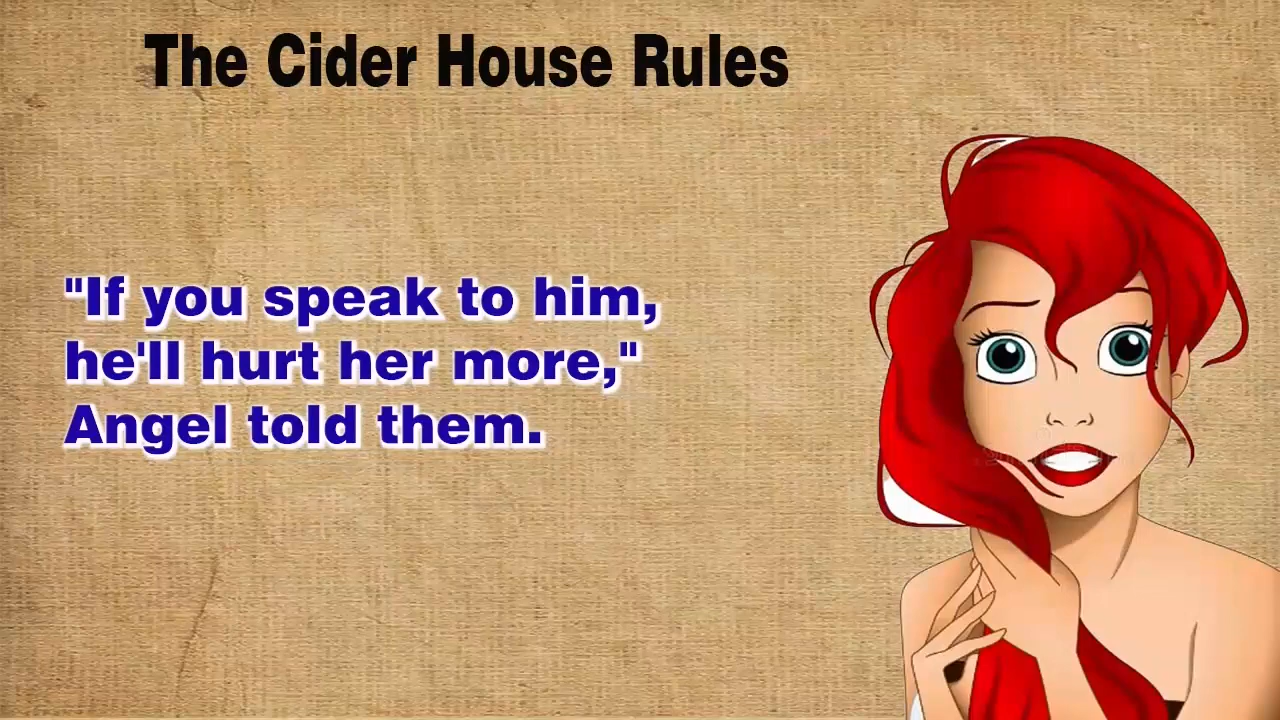 The Cider House Rules
"If you speak to him,
he'll hurt her more,"
Angel told them.